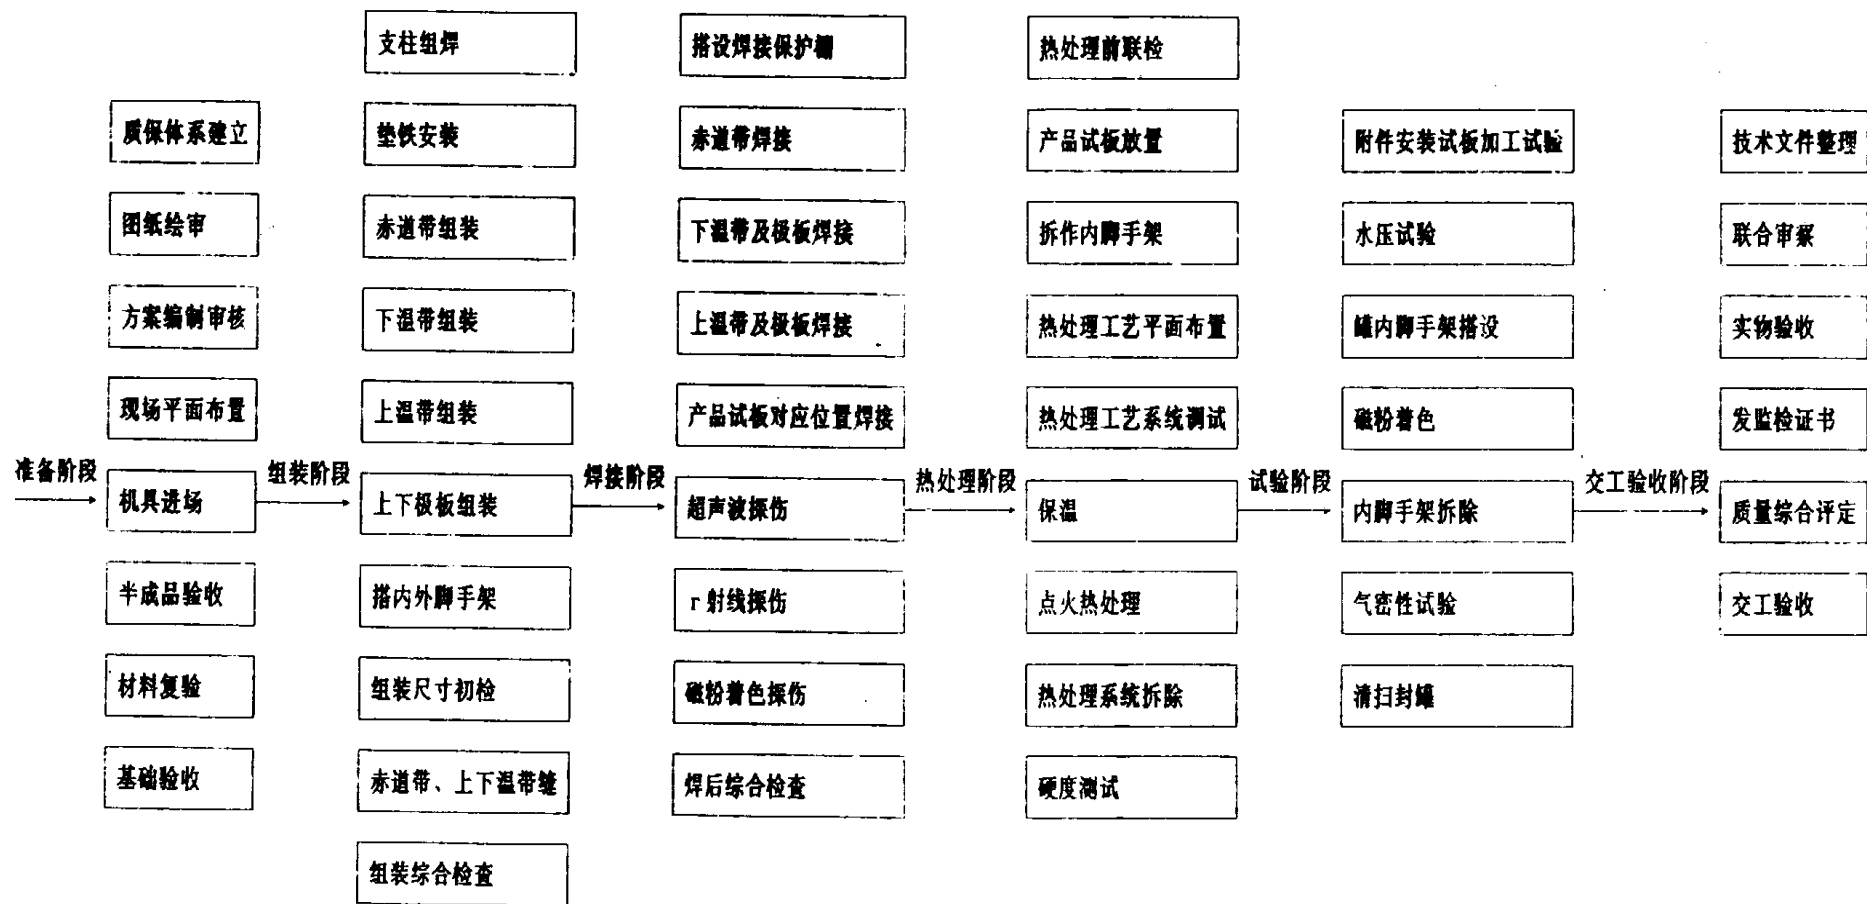 准备阶段
质保体系建立
图纸绘审
方案编制审核
现场平面布置
机具进场
半成品验收
材料复验
基础验收
组装阶段
支柱组焊
垫铁安装
赤道带组装
下温带组装
上温带组装
上下极板组装
搭内外脚手架
组装尺寸初检
赤道带、上下温带缝
组装综合检查
焊接阶段
搭设焊接保护棚
赤道带焊接
下温带及极板焊接
上温带及极板焊接
产品试板对应位置焊接
超声波探伤
r 射线探伤
磁粉着色探伤
焊后综合检查
热处理阶段
热处理前联检
产品试板放置
拆作内脚手架
热处理工艺平面布置
热处理工艺系统调试
保温
点火热处理
热处理系统拆除
硬度测试
试验阶段
附件安装试板加工试验
水压试验
罐内脚手架搭设
磁粉着色
内脚手架拆除
气密性试验
清扫封罐
交工验收阶段
技术文件整理
联合审察
实物验收
发监检证书
质量综合评定
交工验收